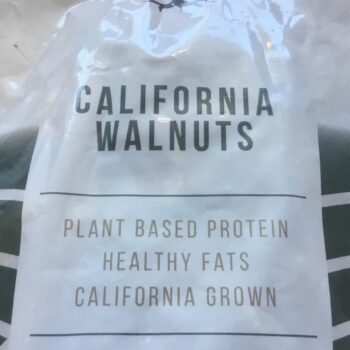 CALIFORNIA
WALNUTS
PLANT BASED PROTEIN
HEALTHY FATS
CALIFORNIA GROWN